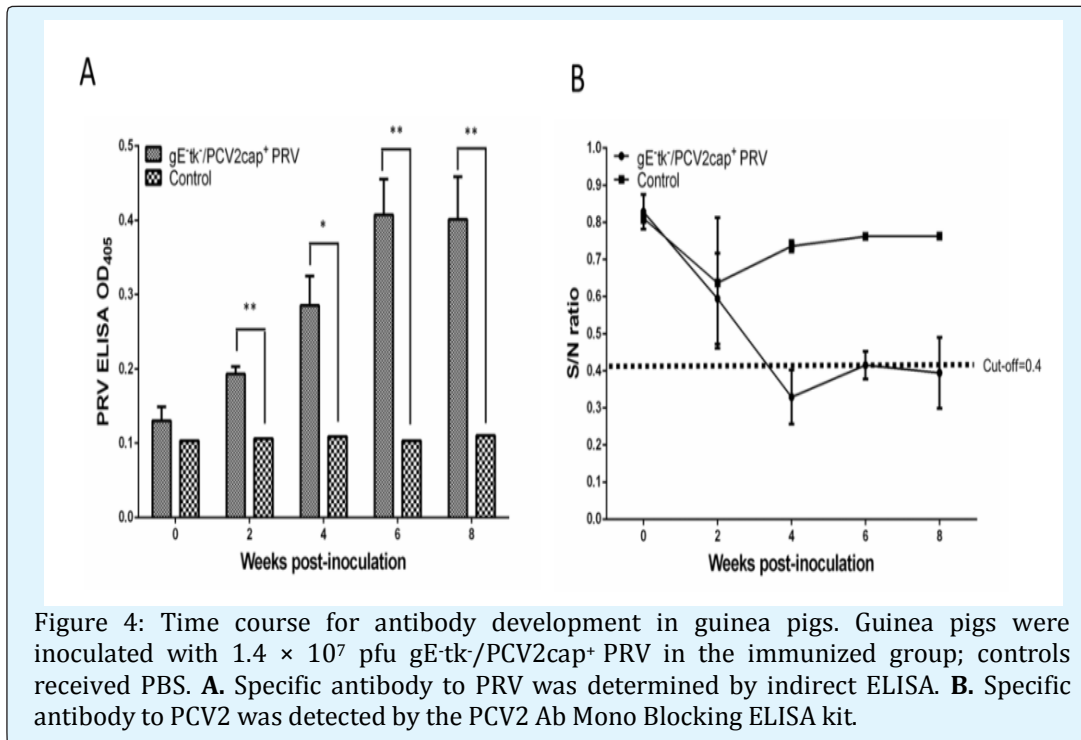 A
PRV ELISA OD405
0.5
0.4
0.3
0.2
0.1
0.0
gE-tk-/PCV2cap+ PRV
Control
**
*
**
**
0 2 4 6 8
Weeks post-inoculation
B
S/N ratio
1.0
0.9
0.8
0.7
0.6
0.5
0.4
0.3
0.2
0.1
0.0
gE-tk-/PCV2cap+ PRV
Control
Cut-off=0.4
0 2 4 6 8
Weeks post-inoculation
Figure 4: Time course for antibody development in guinea pigs. Guinea pigs were
inoculated with 1.4 × 10⁷ pfu gE-tk-/PCV2cap+ PRV in the immunized group; controls
received PBS. A. Specific antibody to PRV was determined by indirect ELISA. B. Specific
antibody to PCV2 was detected by the PCV2 Ab Mono Blocking ELISA kit.